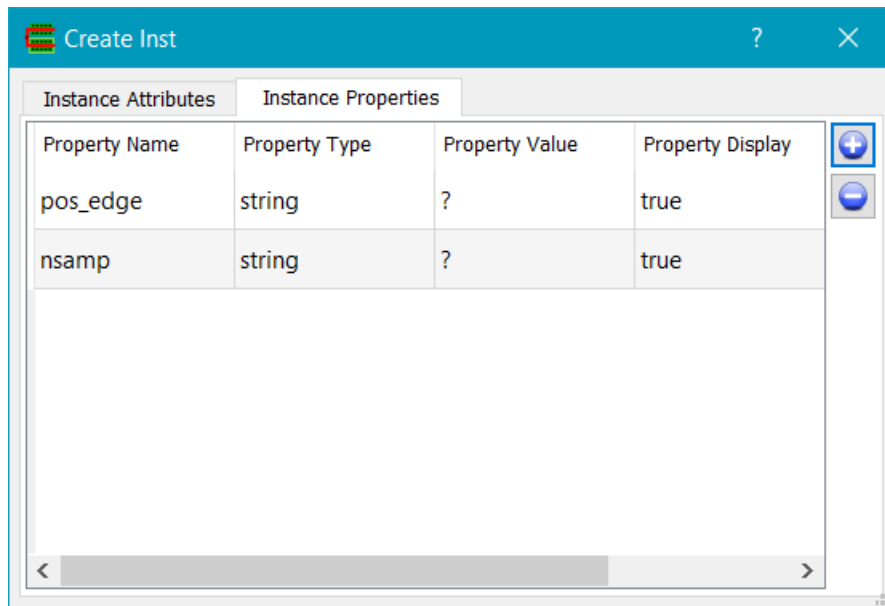 Create Inst ?
Instance Attributes Instance Properties
Property Name Property Type Property Value Property Display
pos_edge string ? true
nsamp string ? true